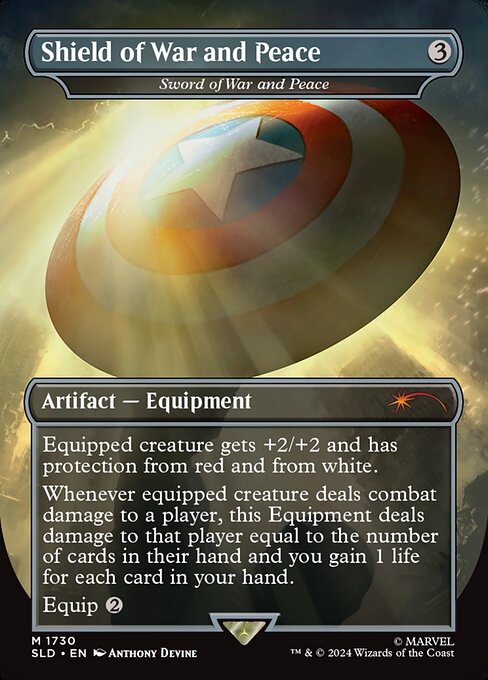 Shield of War and Peace 3
Sword of War and Peace
Artifact — Equipment
Equipped creature gets +2/+2 and has
protection from red and from white.
Whenever equipped creature deals combat
damage to a player, this Equipment deals
damage to that player equal to the number
of cards in their hand and you gain 1 life
for each card in your hand.
Equip 2
M 1730 © MARVEL
SLD • EN Anthony Devine ™ & © 2024 Wizards of the Coast